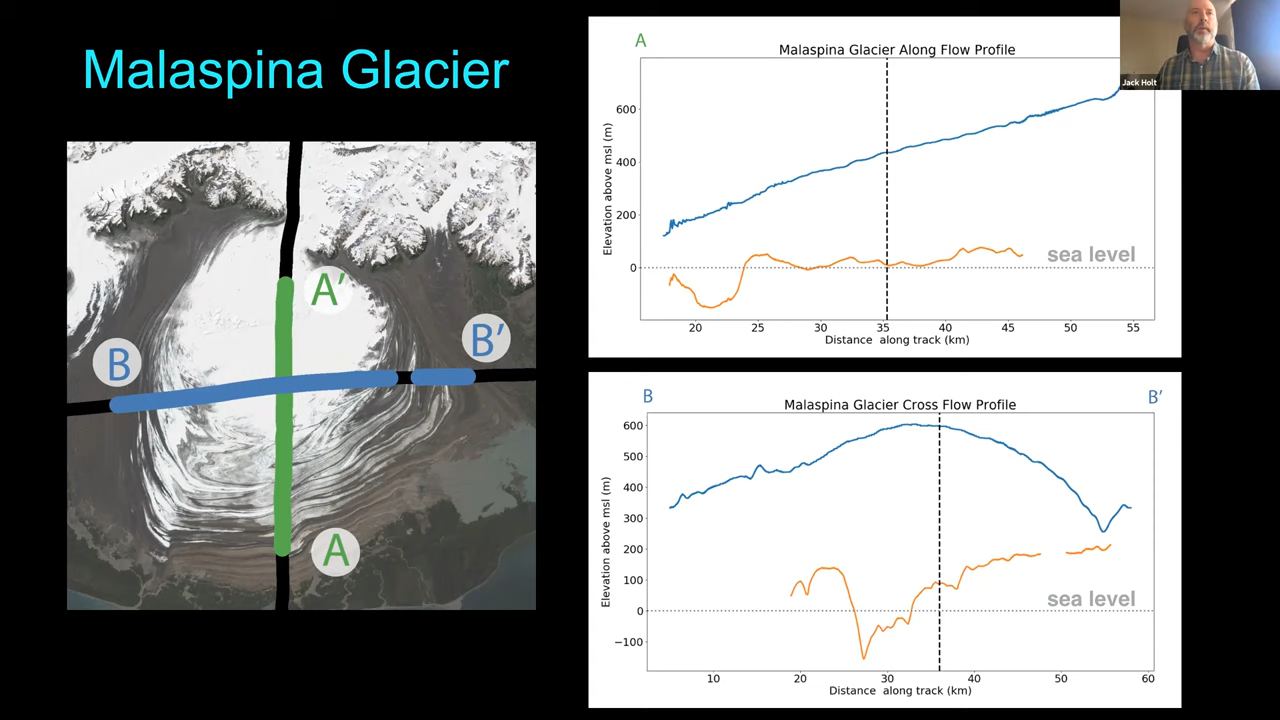 Malaspina Glacier
A'
B
B'
A
A
Malaspina Glacier Along Flow Profile
Elevation above msl (m)
600
400
200
0
sea level
20 25 30 35 40 45 50 55
Distance along track (km)
Jack Holt
B B'
Malaspina Glacier Cross Flow Profile
Elevation above msl (m)
600
500
400
300
200
100
0
−100
sea level
10 20 30 40 50 60
Distance along track (km)